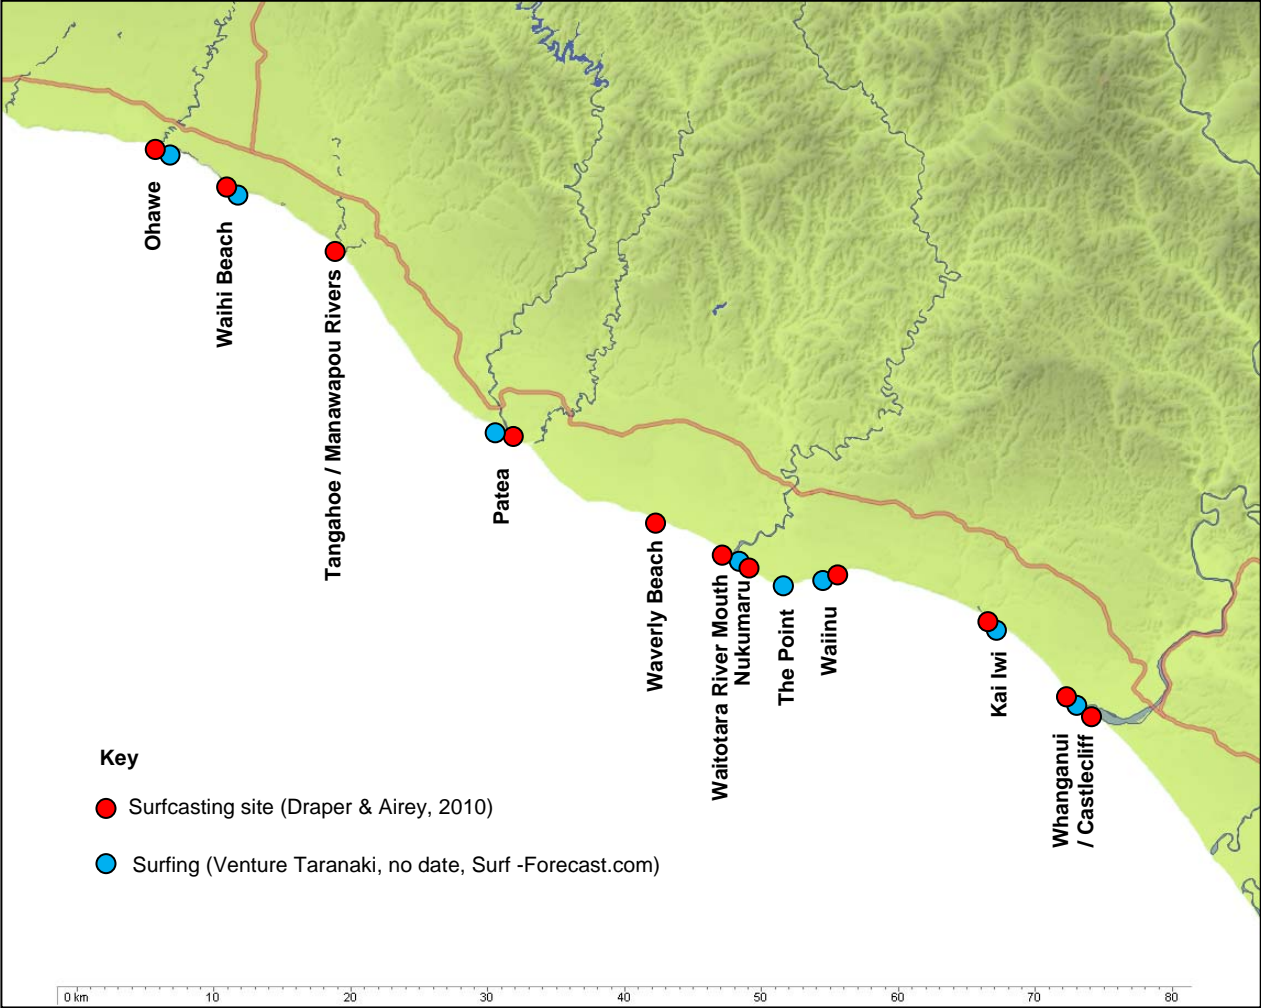 Ohawe
Waihi Beach
Tangahoe / Manawapou Rivers
Patea
Waverly Beach
Waitotara River Mouth
Nukumaru
The Point
Waiinu
Kai Iwi
Whanganui
/ Castlecliff
Key
Surfcasting site (Draper & Airey, 2010)
Surfing (Venture Taranaki, no date, Surf -Forecast.com)
0 km 10 20 30 40 50 60 70 80